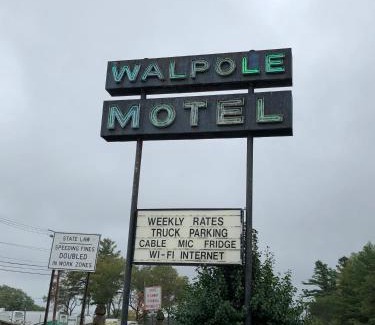 WALPOLE
MOTEL
WEEKLY RATES
TRUCK PARKING
CABLE MIC FRIDGE
WI-FI INTERNET
STATE LAW
SPEEDING FINES
DOUBLED
IN WORK ZONES